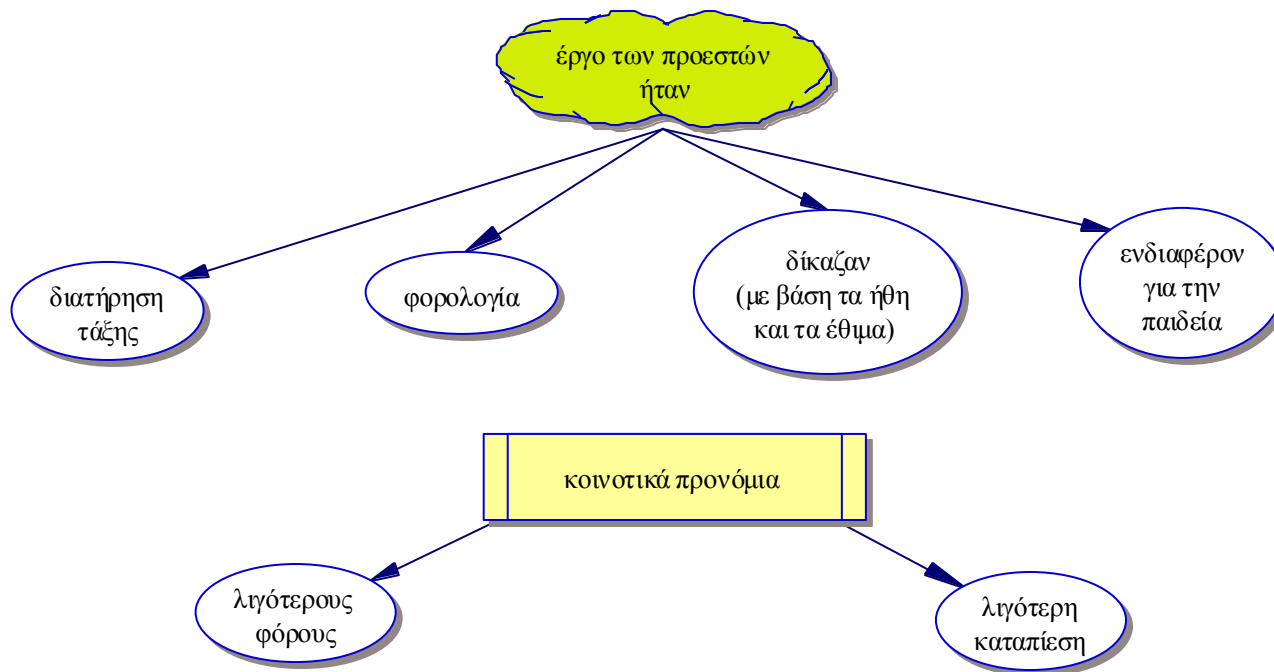 έργο των προεστών
ήταν
διατήρηση
τάξης
φορολογία
δίκαζαν
(με βάση τα ήθη
και τα έθιμα)
ενδιαφέρον
για την
παιδεία
κοινοτικά προνόμια
λιγότερους
φόρους
λιγότερη
καταπίεση